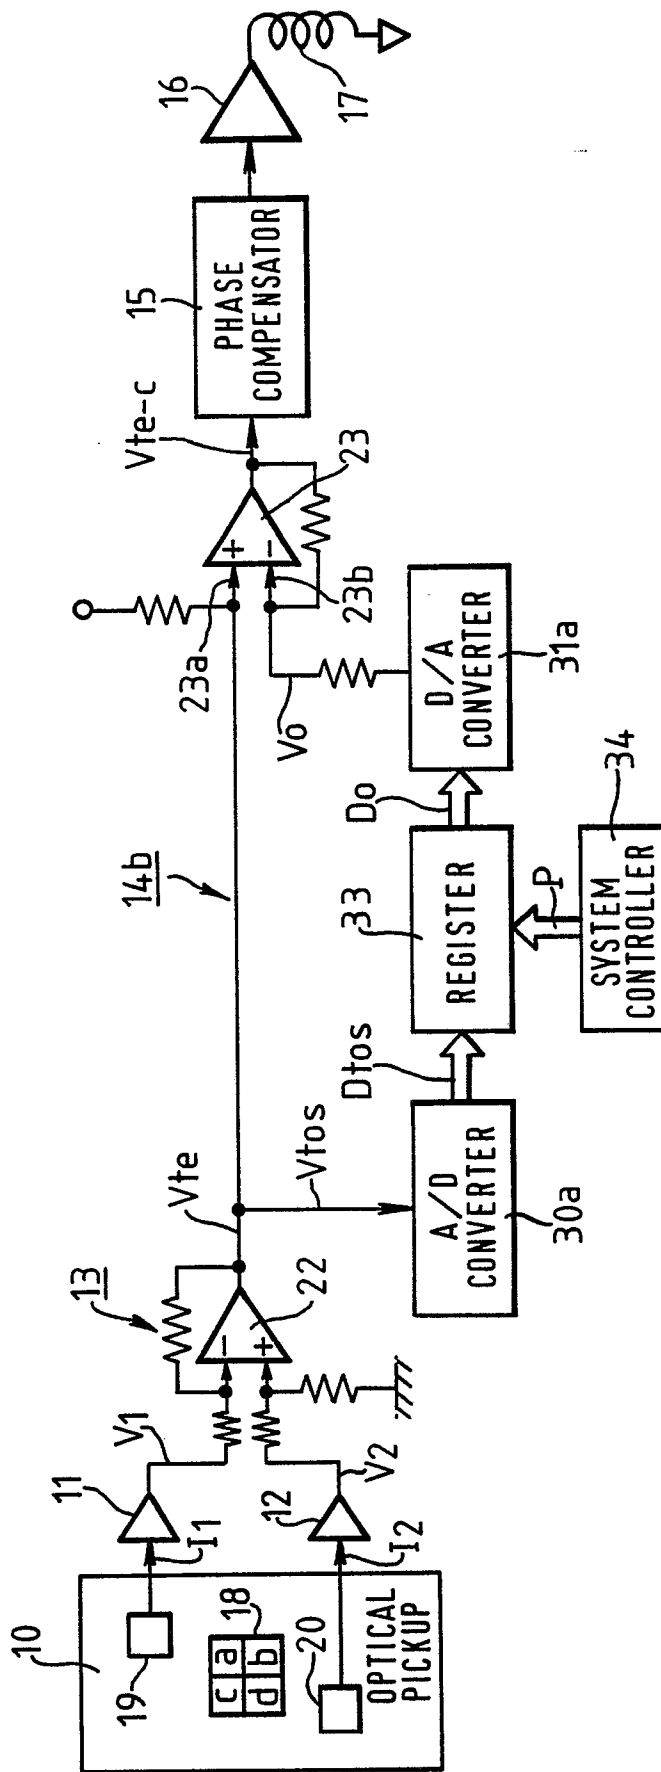 10
19
c a
d b
18
20
OPTICAL
PICKUP
11
I1
V1
12
I2
V2
13
-
+
22
Vte
Vtos
A/D
CONVERTER
30a
Dtos
14b
33
REGISTER
P
SYSTEM
CONTROLLER
34
Do
D/A
CONVERTER
31a
Vo
23a
+
-
23b
23
Vte-c
15
PHASE
COMPENSATOR
16
17